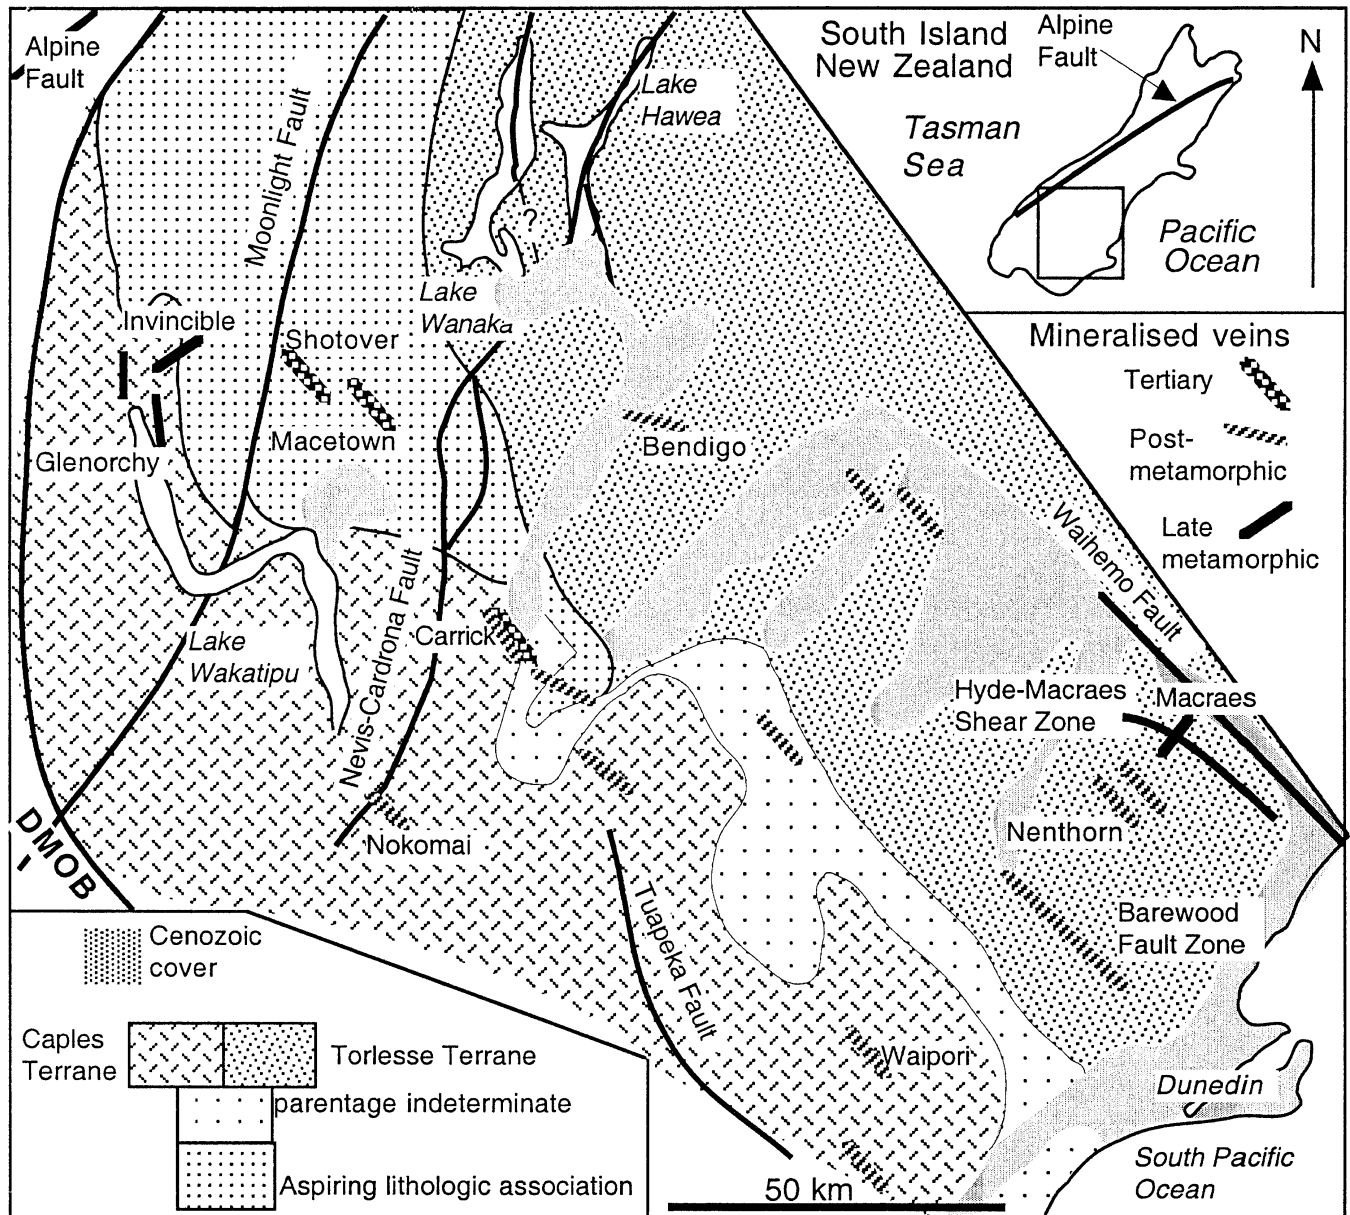 Alpine
Fault
South Island
New Zealand
Alpine
Fault
N
Tasman
Sea
Pacific
Ocean
Lake
Hawea
Moonlight Fault
?
Lake
Wanaka
Invincible
Shotover
Macetown
Glenorchy
Bendigo
Mineralised veins
Tertiary
Post-
metamorphic
Late
metamorphic
Waihemo Fault
Lake
Wakatipu
Nevis-Cardrona Fault
Carrick
Hyde-Macraes
Shear Zone
Macraes
Nokomai
Nenthorn
DMOB
Tuapeka Fault
Barewood
Fault Zone
Waipori
Dunedin
South Pacific
Ocean
Cenozoic
cover
Caples
Terrane
Torlesse Terrane
parentage indeterminate
Aspiring lithologic association
50 km